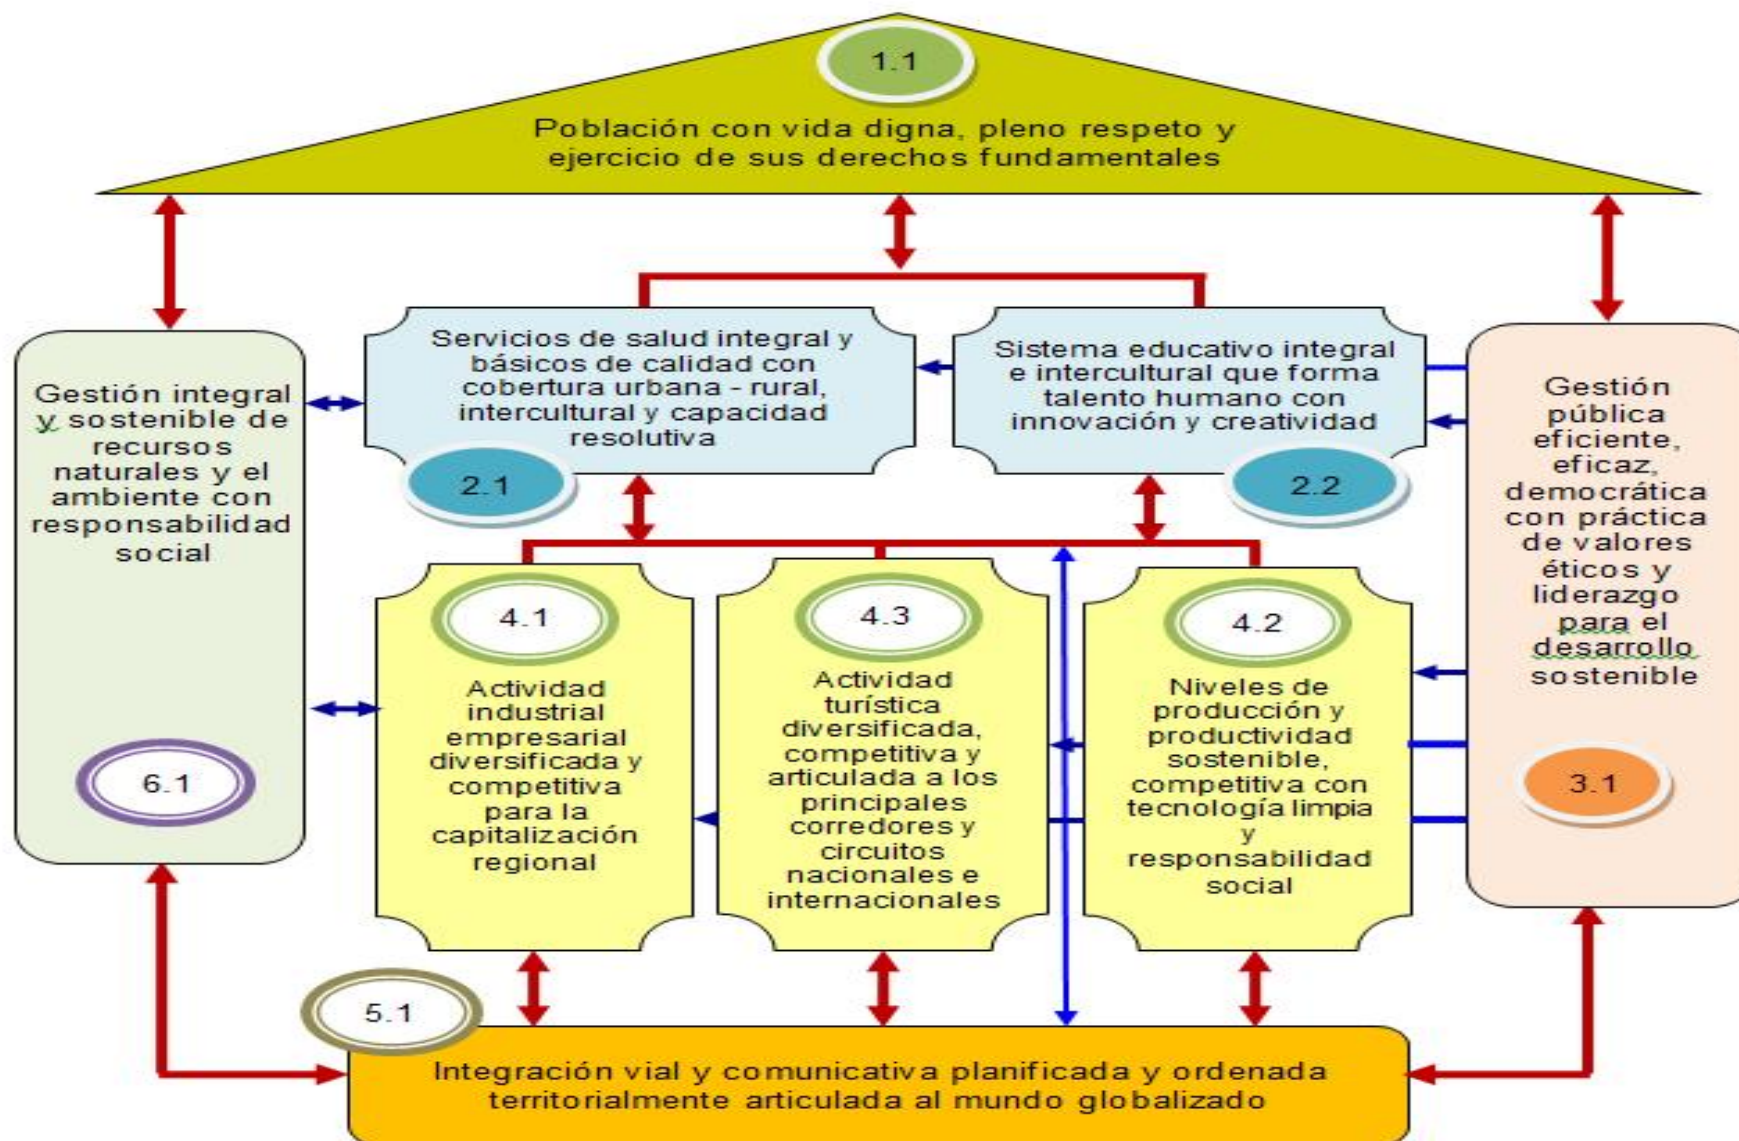 1.1
Población con vida digna, pleno respeto y
ejercicio de sus derechos fundamentales
Gestión integral
y sostenible de
recursos
naturales y el
ambiente con
responsabilidad
social
6.1
Servicios de salud integral y
básicos de calidad con
cobertura urbana - rural,
intercultural y capacidad
resolutiva
2.1
Sistema educativo integral
e intercultural que forma
talento humano con
innovación y creatividad
2.2
Gestión
pública
eficiente,
eficaz,
democrática
con práctica
de valores
éticos y
liderazgo
para el
desarrollo
sostenible
3.1
4.1
Actividad
industrial
empresarial
diversificada y
competitiva
para la
capitalización
regional
4.3
Actividad
turística
diversificada,
competitiva y
articulada a los
principales
corredores y
circuitos
nacionales e
internacionales
4.2
Niveles de
producción y
productividad
sostenible,
competitiva con
tecnología limpia
y
responsabilidad
social
5.1
Integración vial y comunicativa planificada y ordenada
territorialmente articulada al mundo globalizado